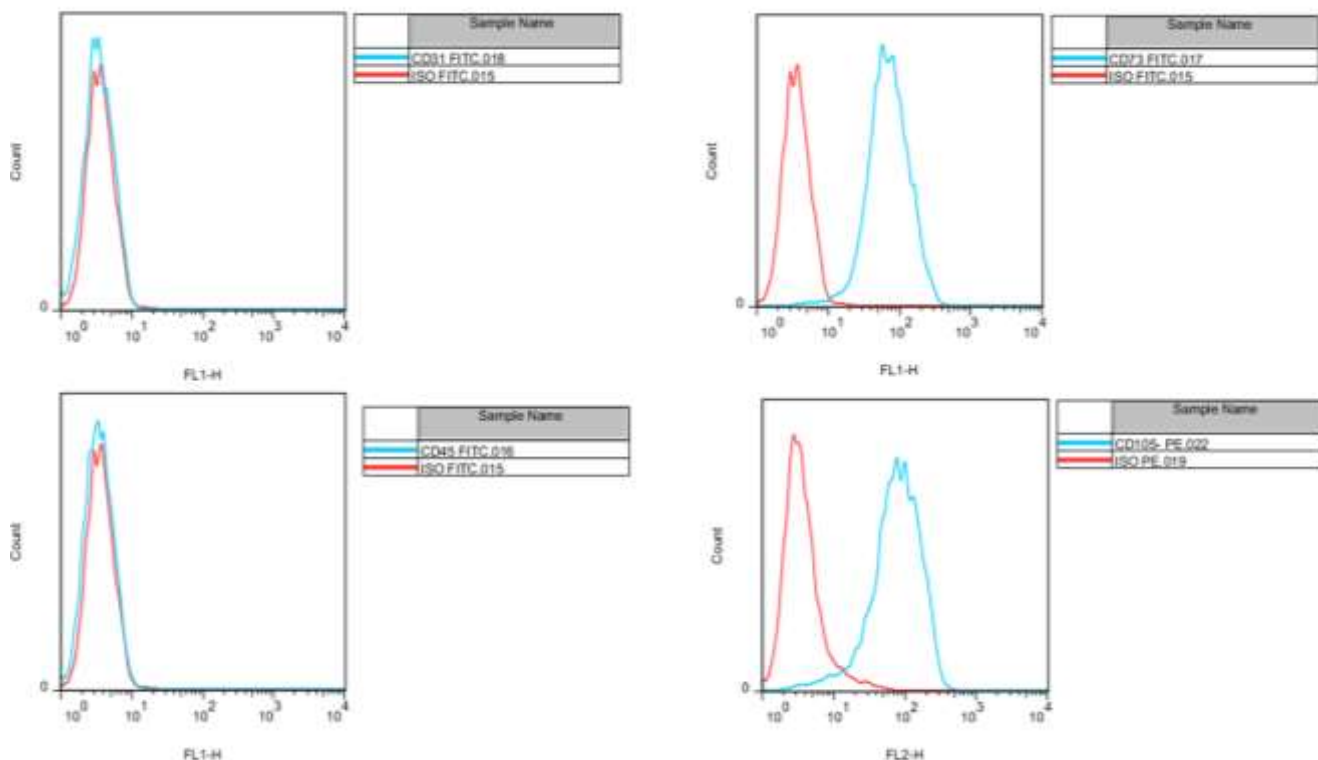 Sample Name
CD31 FITC.018
ISO FITC.015
Count
0
10^0 10^1 10^2 10^3 10^4
FL1-H
Sample Name
CD73 FITC.017
ISO FITC.015
Count
0
10^0 10^1 10^2 10^3 10^4
FL1-H
Sample Name
CD45 FITC.016
ISO FITC.015
Count
0
10^0 10^1 10^2 10^3 10^4
FL1-H
Sample Name
CD105- PE.022
ISO PE.019
Count
0
10^0 10^1 10^2 10^3 10^4
FL2-H